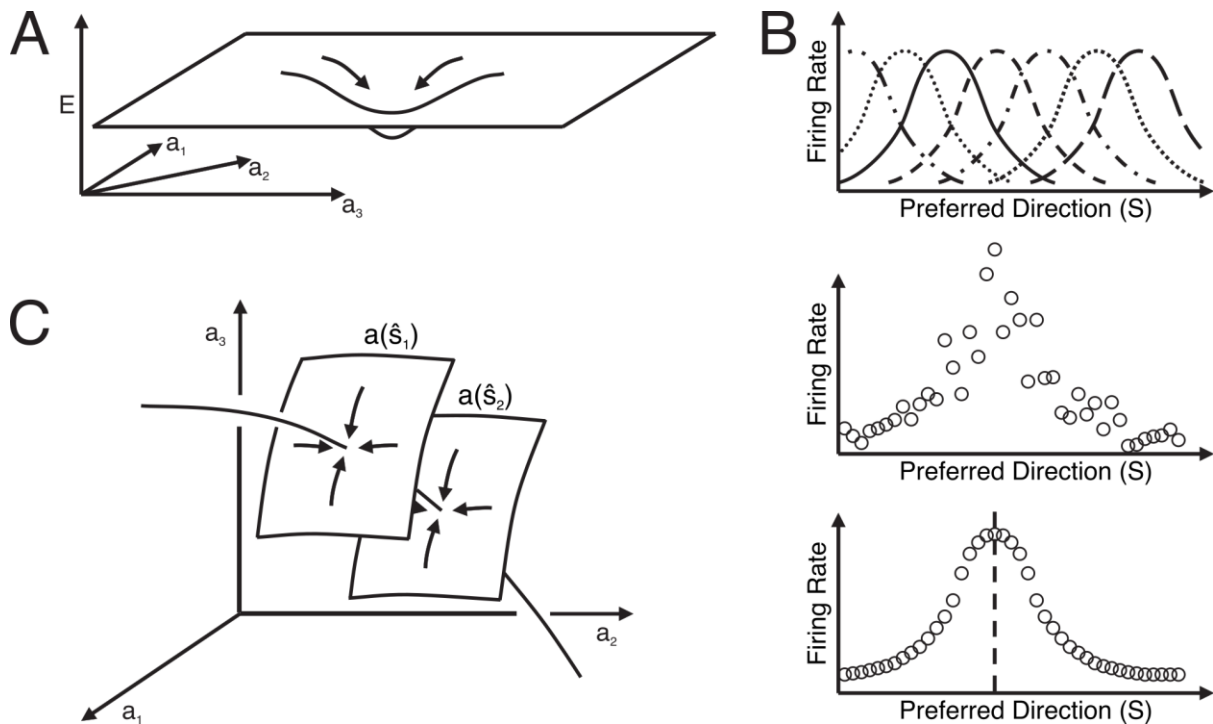 A
E
a₁
a₂
a₃
B
Firing Rate
Preferred Direction (S)
Firing Rate
Preferred Direction (S)
Firing Rate
Preferred Direction (S)
C
a₃
a(ŝ₁)
a(ŝ₂)
a₂
a₁